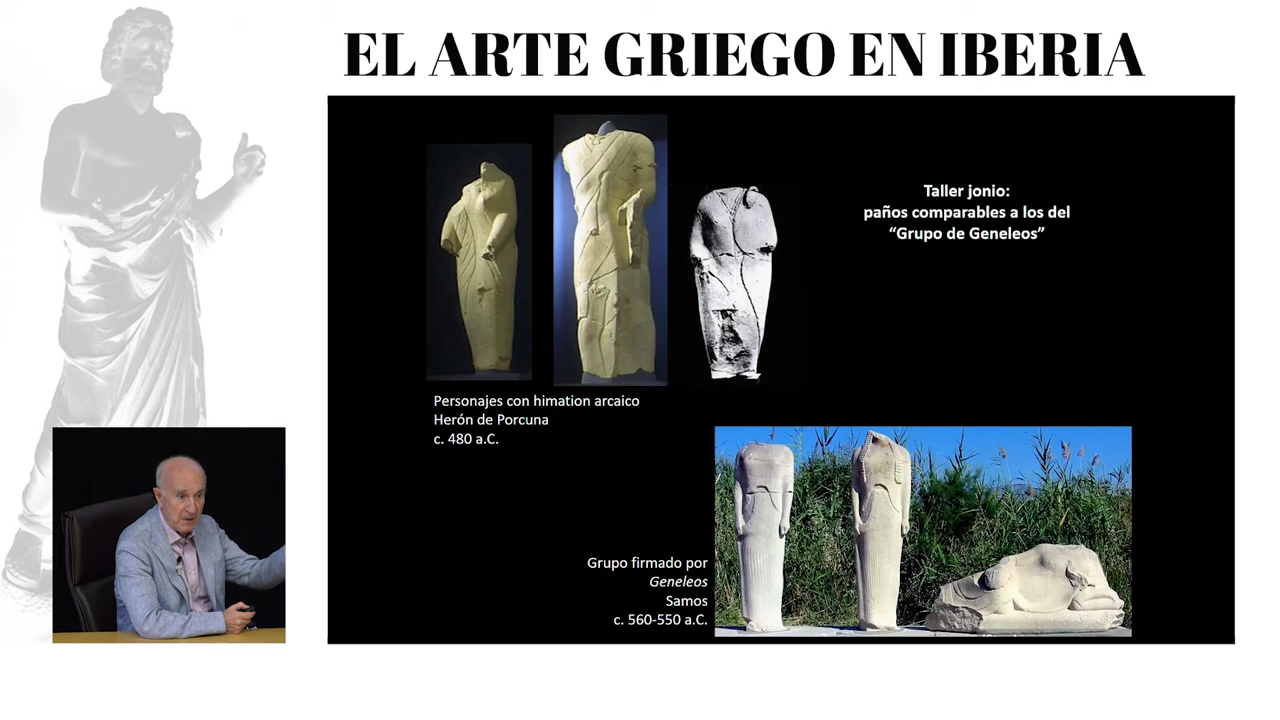 EL ARTE GRIEGO EN IBERIA
Taller jonio:
paños comparables a los del
“Grupo de Geneleos”
Personajes con himation arcaico
Herón de Porcuna
c. 480 a.C.
Grupo firmado por
Geneleos
Samos
c. 560-550 a.C.